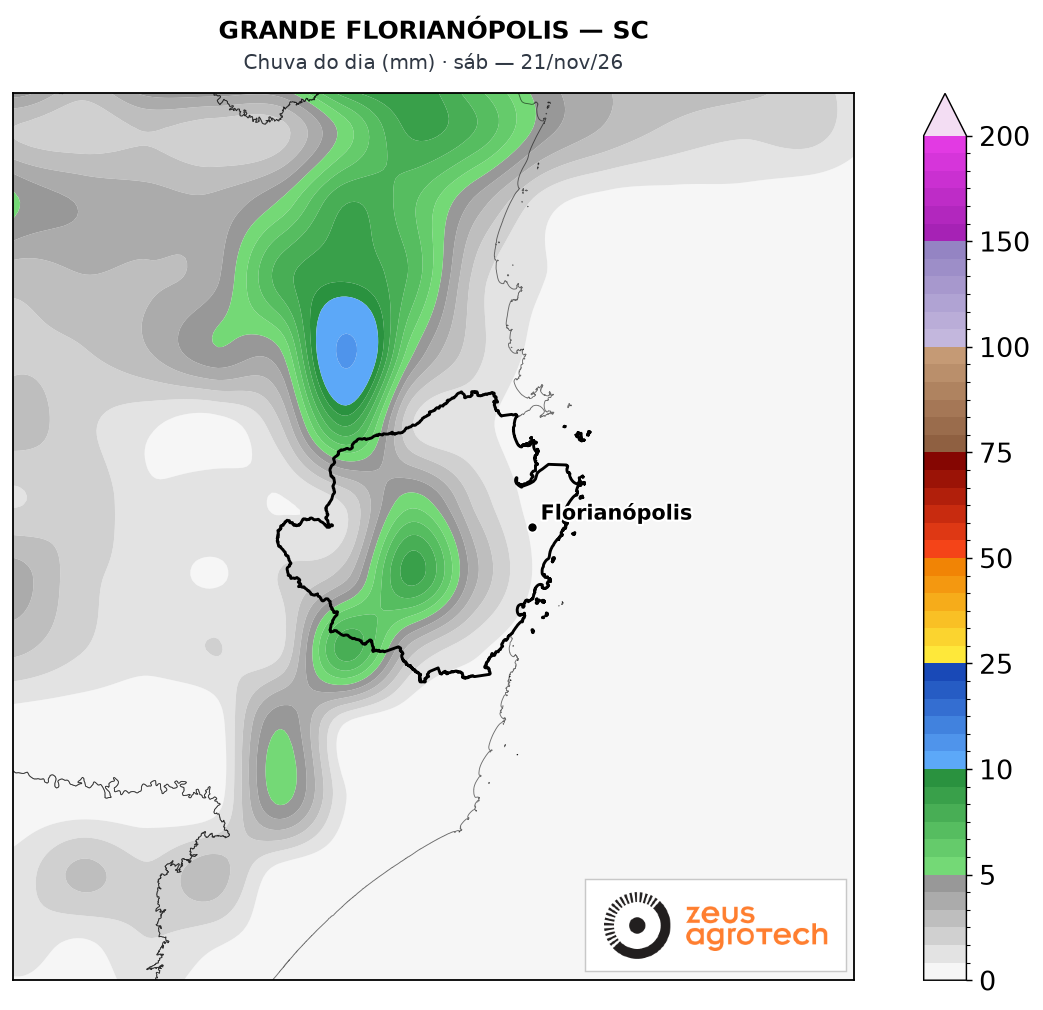 GRANDE FLORIANÓPOLIS — SC
Chuva do dia (mm) · sáb — 21/nov/26
200
150
100
75
50
25
10
5
0
Florianópolis
zeus
agrotech